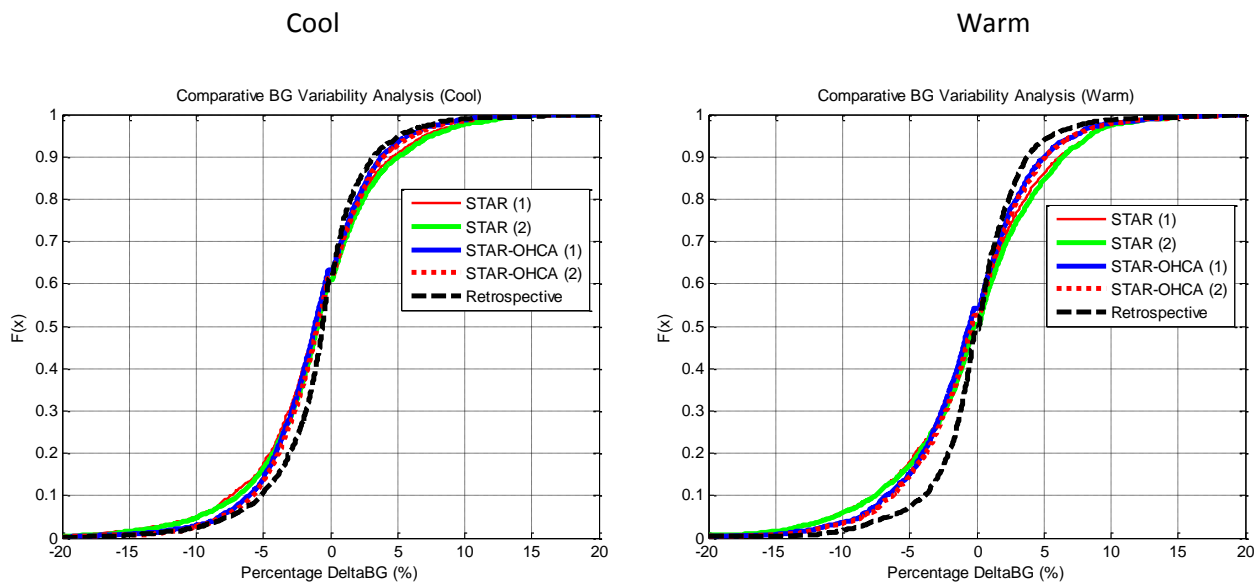 Cool
Warm
Comparative BG Variability Analysis (Cool)
1
0.9
0.8
0.7
0.6
0.5
0.4
0.3
0.2
0.1
0
F(x)
STAR (1)
STAR (2)
STAR-OHCA (1)
STAR-OHCA (2)
Retrospective
-20 -15 -10 -5 0 5 10 15 20
Percentage DeltaBG (%)
Comparative BG Variability Analysis (Warm)
1
0.9
0.8
0.7
0.6
0.5
0.4
0.3
0.2
0.1
0
F(x)
STAR (1)
STAR (2)
STAR-OHCA (1)
STAR-OHCA (2)
Retrospective
-20 -15 -10 -5 0 5 10 15 20
Percentage DeltaBG (%)